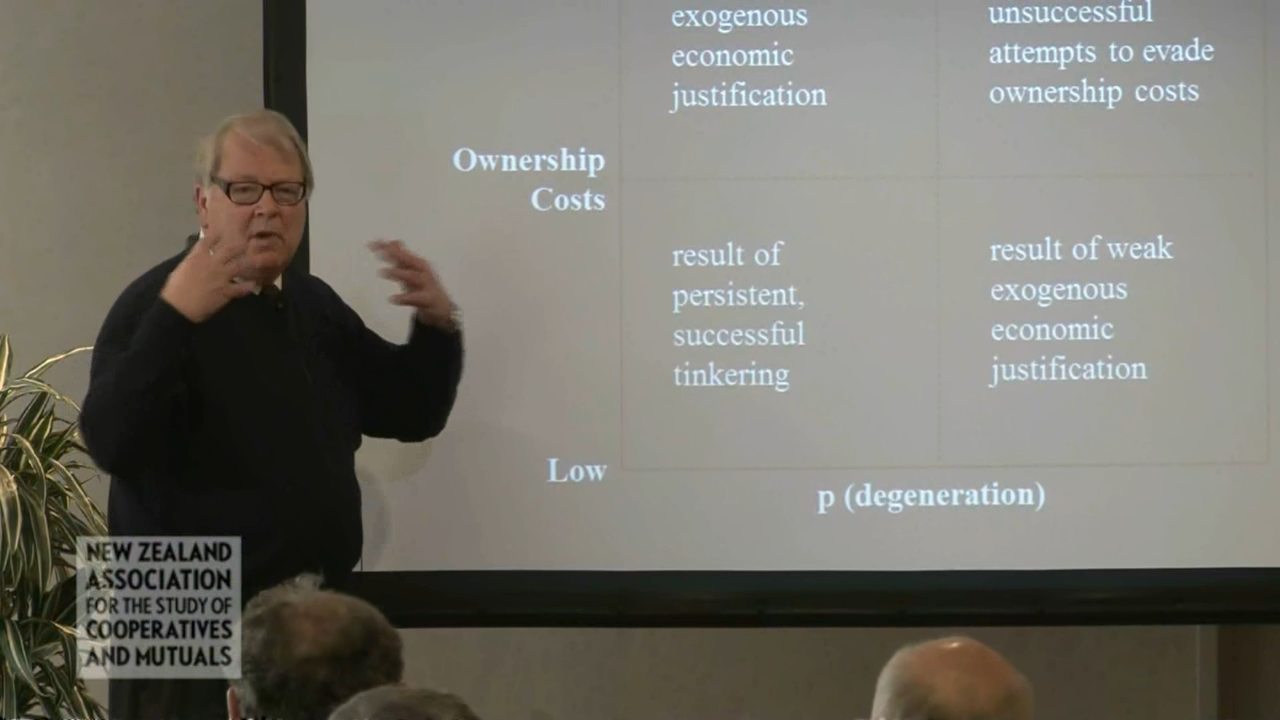 exogenous
economic
justification
unsuccessful
attempts to evade
ownership costs
Ownership
Costs
result of
persistent,
successful
tinkering
result of weak
exogenous
economic
justification
Low
p (degeneration)
NEW ZEALAND
ASSOCIATION
FOR THE STUDY OF
COOPERATIVES
AND MUTUALS